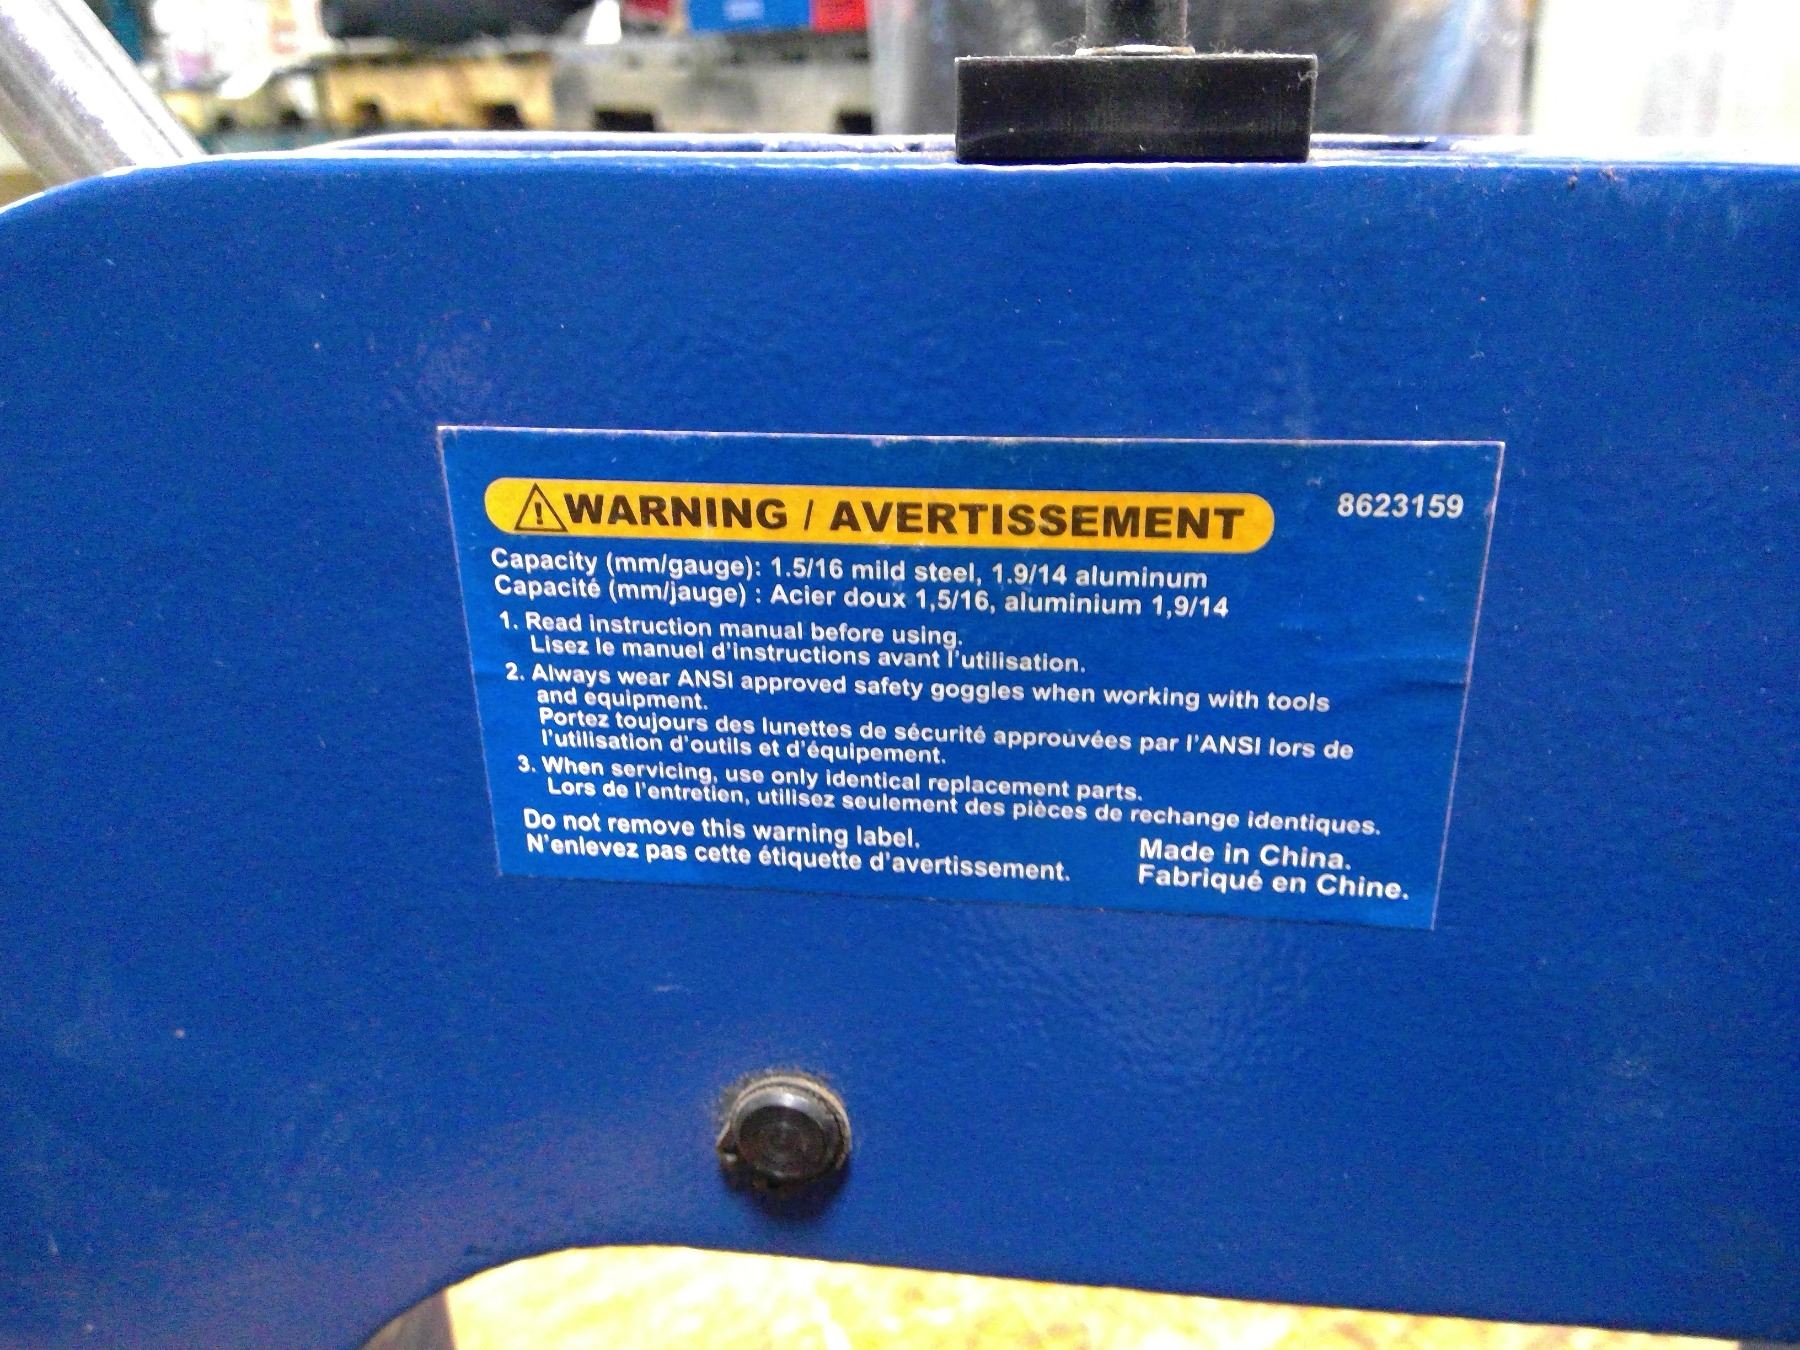 WARNING / AVERTISSEMENT
8623159
Capacity (mm/gauge): 1.5/16 mild steel, 1.9/14 aluminum
Capacité (mm/jauge) : Acier doux 1,5/16, aluminium 1,9/14
1. Read instruction manual before using.
Lisez le manuel d'instructions avant l'utilisation.
2. Always wear ANSI approved safety goggles when working with tools
and equipment.
Portez toujours des lunettes de sécurité approuvées par l'ANSI lors de
l'utilisation d'outils et d'équipement.
3. When servicing, use only identical replacement parts.
Lors de l'entretien, utilisez seulement des pièces de rechange identiques.
Do not remove this warning label.
N'enlevez pas cette étiquette d'avertissement.
Made in China.
Fabriqué en Chine.